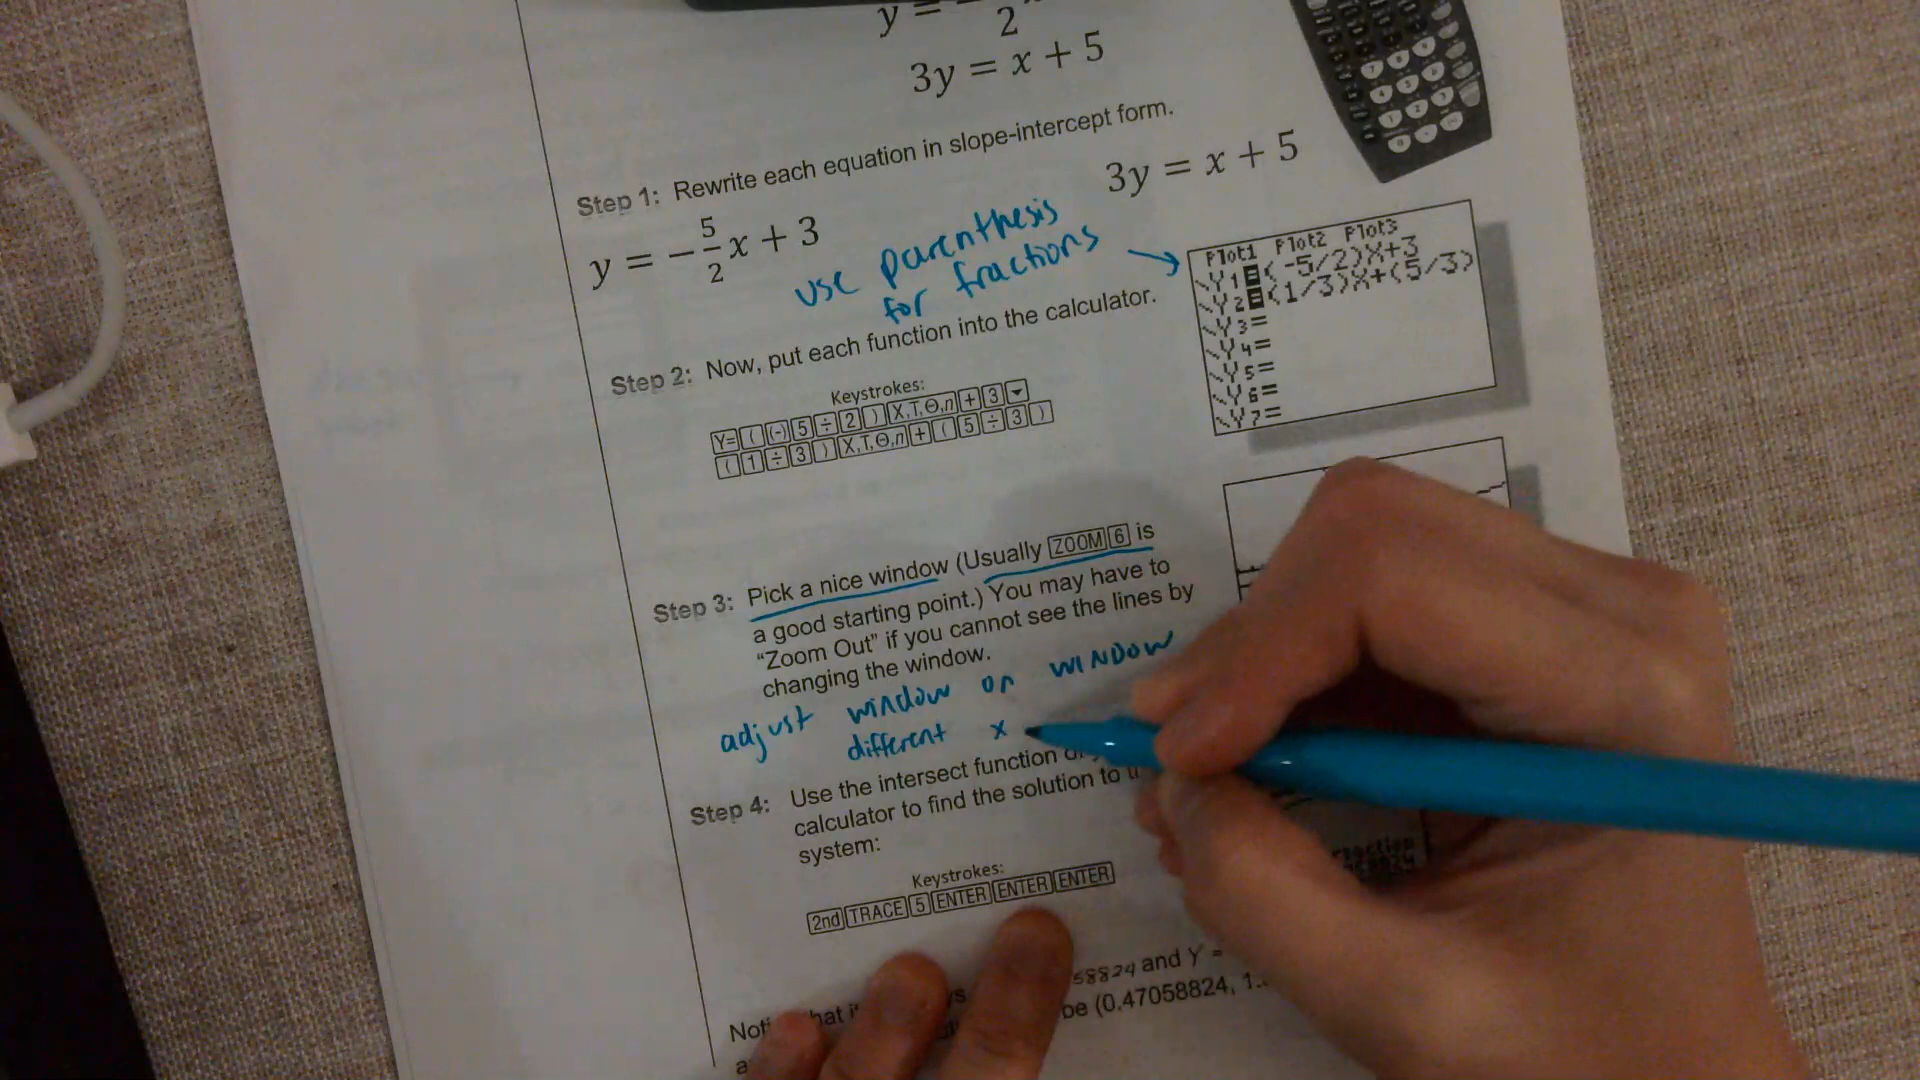 y = − 2
3y = x + 5
Step 1: Rewrite each equation in slope-intercept form.
y = −5/2x + 3
3y = x + 5
use parenthesis
for fractions
Plot1 Plot2 Plot3
\Y1=(-5/2)X+3
\Y2=(1/3)X+(5/3)
\Y3=
\Y4=
\Y5=
\Y6=
\Y7=
Step 2: Now, put each function into the calculator.
Keystrokes:
Y= ( (-) 5 ÷ 2 ) X,T,Θ,n + 3 ▼
( 1 ÷ 3 ) X,T,Θ,n + ( 5 ÷ 3 )
Step 3: Pick a nice window (Usually ZOOM 6 is
a good starting point.) You may have to
“Zoom Out” if you cannot see the lines by
changing the window.
adjust window on WINDOW
different x
Step 4: Use the intersect function
calculator to find the solution to
system:
Keystrokes:
2nd TRACE 5 ENTER ENTER ENTER
58824 and Y =
be (0.47058824, 1.